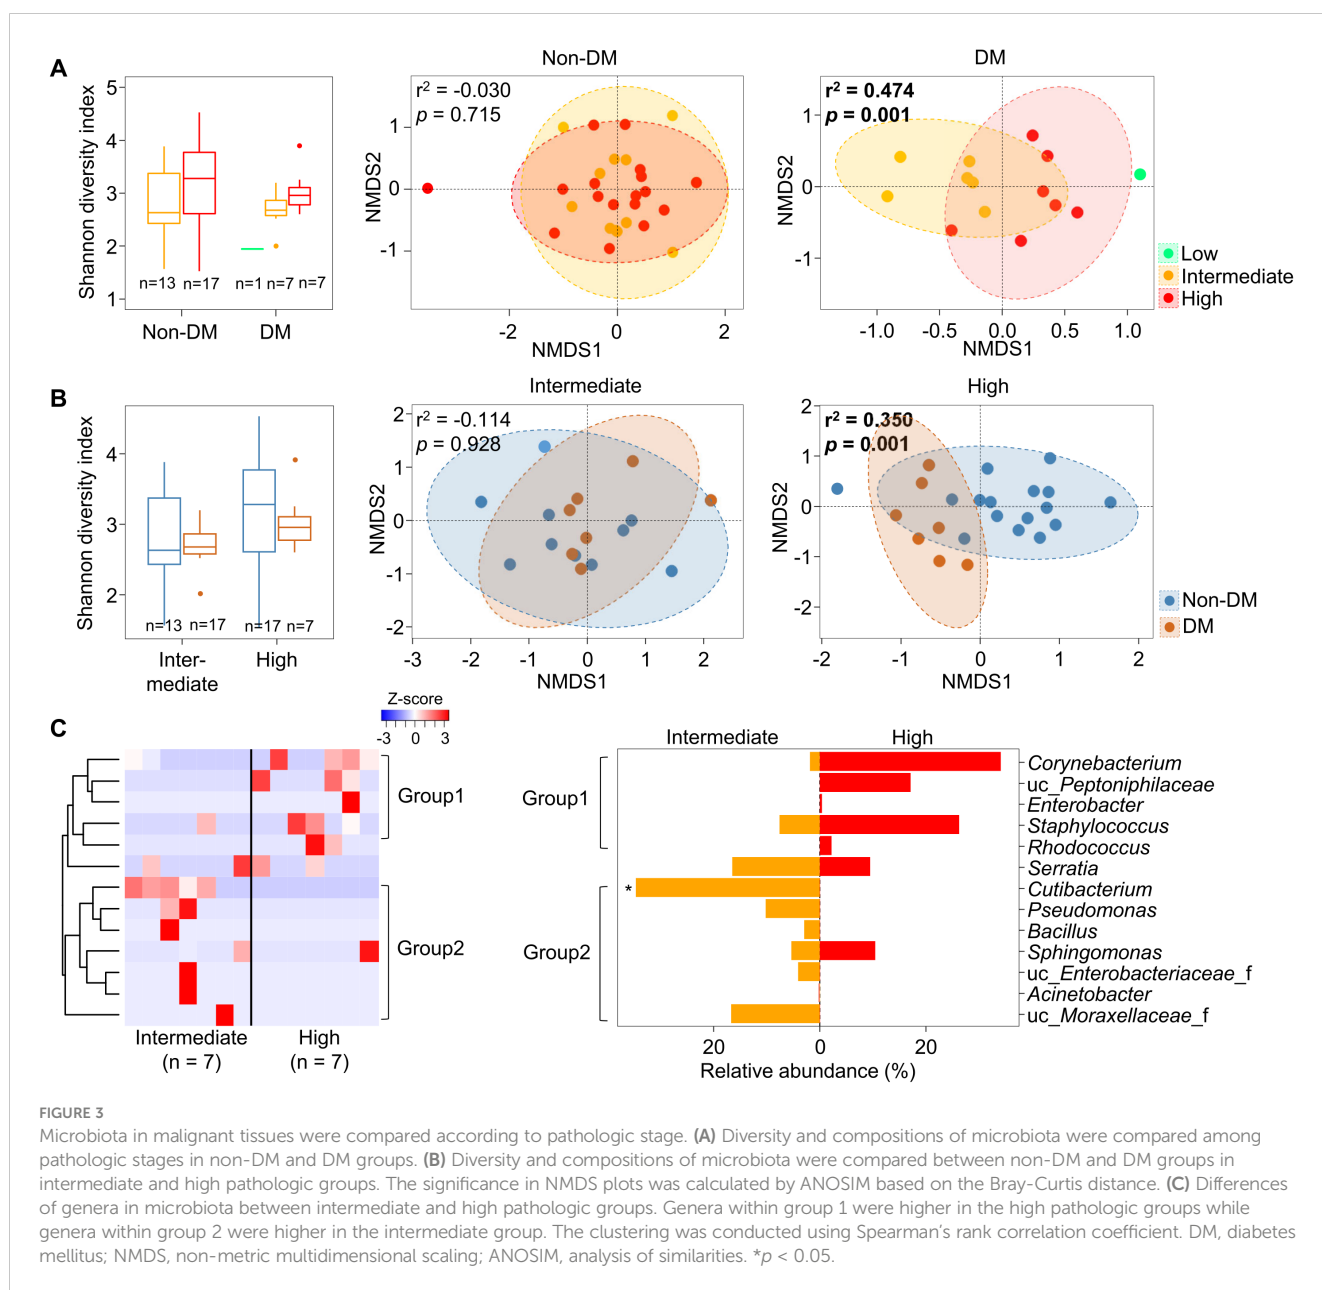 A
Shannon diversity index
5
4
3
2
1
n=13
n=17
n=1
n=7
n=7
Non-DM
DM
Non-DM
r² = -0.030
p = 0.715
NMDS2
1
0
-1
-2
0
2
NMDS1
DM
r² = 0.474
p = 0.001
NMDS2
1
0
-1
-1.0
-0.5
0.0
0.5
1.0
NMDS1
Low
Intermediate
High
B
Shannon diversity index
4
3
2
n=13
n=17
n=17
n=7
Inter-
mediate
High
Intermediate
r² = -0.114
p = 0.928
NMDS2
2
1
0
-1
-2
-3
-2
-1
0
1
2
NMDS1
High
r² = 0.350
p = 0.001
NMDS2
2
1
0
-1
-2
-2
-1
0
1
2
NMDS1
Non-DM
DM
C
Z-score
-3
0
3
Group1
Group2
Intermediate
(n = 7)
High
(n = 7)
Intermediate
High
Group1
Group2
*
Corynebacterium
uc_Peptoniphilaceae
Enterobacter
Staphylococcus
Rhodococcus
Serratia
Cutibacterium
Pseudomonas
Bacillus
Sphingomonas
uc_Enterobacteriaceae_f
Acinetobacter
uc_Moraxellaceae_f
20
0
20
Relative abundance (%)
FIGURE 3
Microbiota in malignant tissues were compared according to pathologic stage. (A) Diversity and compositions of microbiota were compared among
pathologic stages in non-DM and DM groups. (B) Diversity and compositions of microbiota were compared between non-DM and DM groups in
intermediate and high pathologic groups. The significance in NMDS plots was calculated by ANOSIM based on the Bray-Curtis distance. (C) Differences
of genera in microbiota between intermediate and high pathologic groups. Genera within group 1 were higher in the high pathologic groups while
genera within group 2 were higher in the intermediate group. The clustering was conducted using Spearman's rank correlation coefficient. DM, diabetes
mellitus; NMDS, non-metric multidimensional scaling; ANOSIM, analysis of similarities. *p < 0.05.